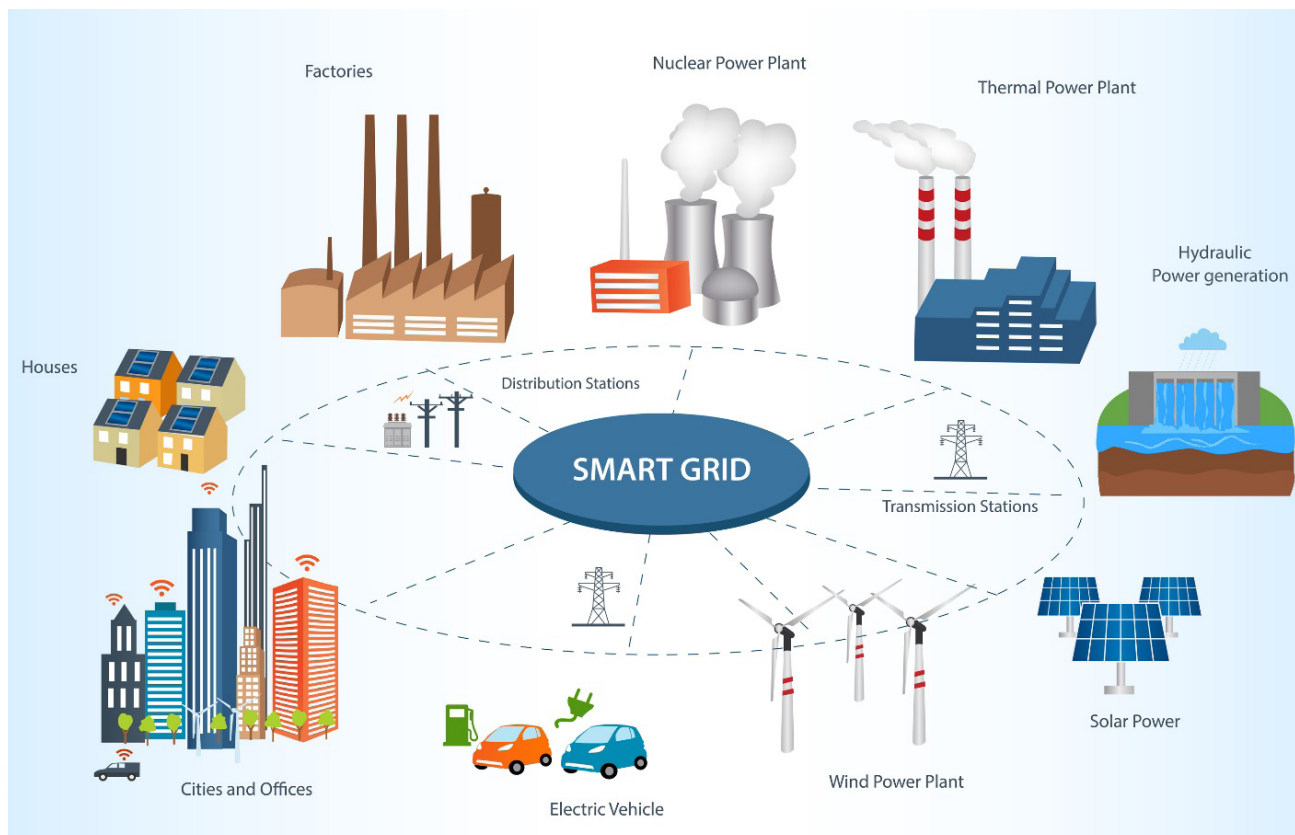 Factories
Nuclear Power Plant
Thermal Power Plant
Hydraulic
Power generation
Houses
Distribution Stations
SMART GRID
Transmission Stations
Solar Power
Wind Power Plant
Cities and Offices
Electric Vehicle